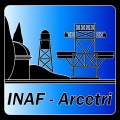 INAF - Arcetri